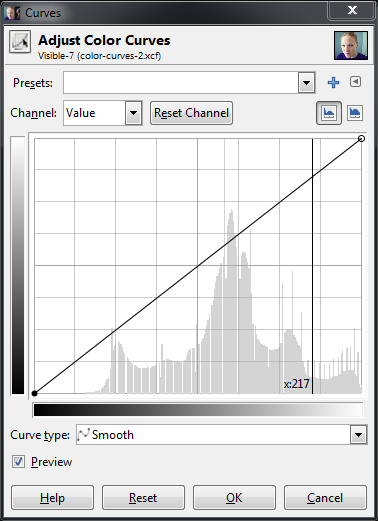 Curves
Adjust Color Curves
Visible-7 (color-curves-2.xcf)
Presets:
Channel: Value Reset Channel
x:217
Curve type: Smooth
Preview
Help Reset OK Cancel